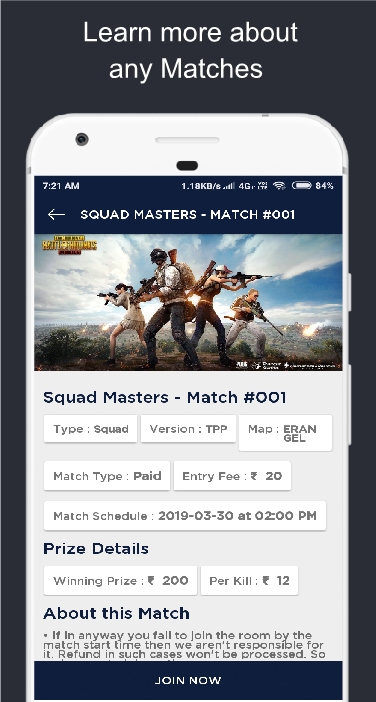 Learn more about
any Matches
7:21 AM 1.18KB/s 4G 84%
SQUAD MASTERS - MATCH #001
BATTLEGROUNDS
Squad Masters - Match #001
Type : Squad Version : TPP Map : ERAN
GEL
Match Type : Paid Entry Fee : ₹ 20
Match Schedule : 2019-03-30 at 02:00 PM
Prize Details
Winning Prize : ₹ 200 Per Kill : ₹ 12
About this Match
• If in anyway you fail to join the room by the
match start time then we aren't responsible for
it. Refund in such cases won't be processed. So
JOIN NOW